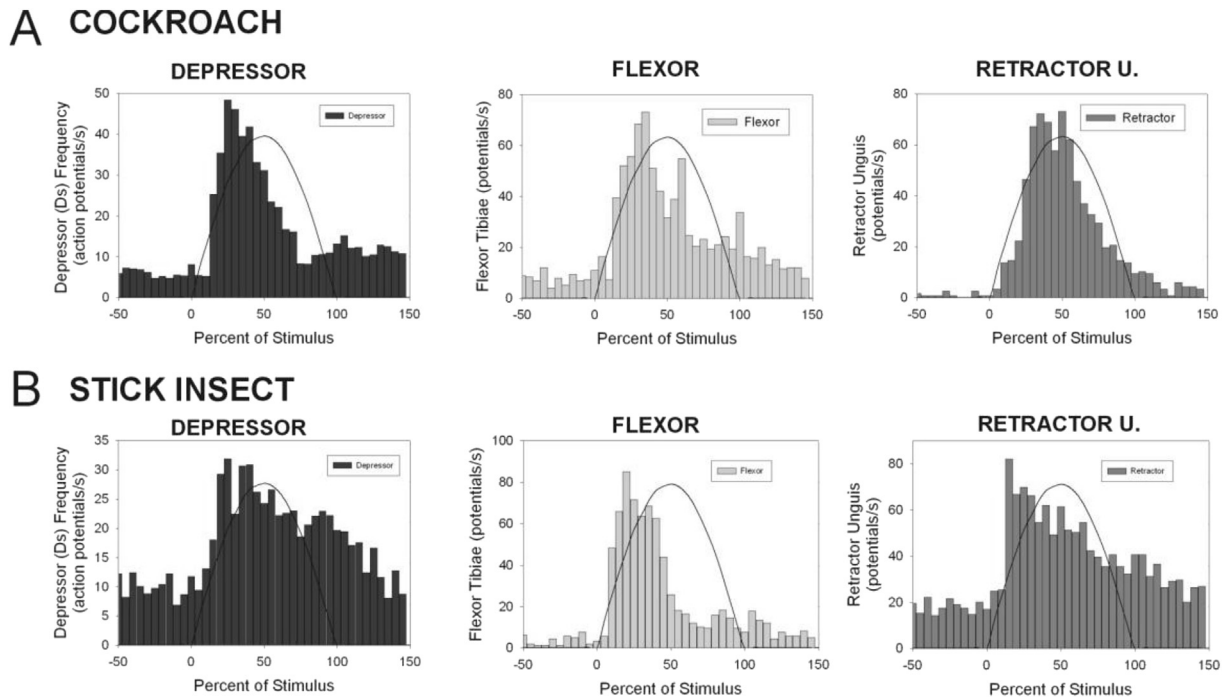 A COCKROACH
DEPRESSOR
Depressor (Ds) Frequency
(action potentials/s)
50
40
30
20
10
0
Depressor
-50 0 50 100 150
Percent of Stimulus
FLEXOR
Flexor Tibiae (potentials/s)
80
60
40
20
0
Flexor
-50 0 50 100 150
Percent of Stimulus
RETRACTOR U.
Retractor Unguis
(potentials/s)
80
60
40
20
0
Retractor
-50 0 50 100 150
Percent of Stimulus
B STICK INSECT
DEPRESSOR
Depressor (Ds) Frequency
(action potentials/s)
35
30
25
20
15
10
5
0
Depressor
-50 0 50 100 150
Percent of Stimulus
FLEXOR
Flexor Tibiae (potentials/s)
100
80
60
40
20
0
Flexor
-50 0 50 100 150
Percent of Stimulus
RETRACTOR U.
Retractor Unguis
(potentials/s)
80
60
40
20
0
Retractor
-50 0 50 100 150
Percent of Stimulus